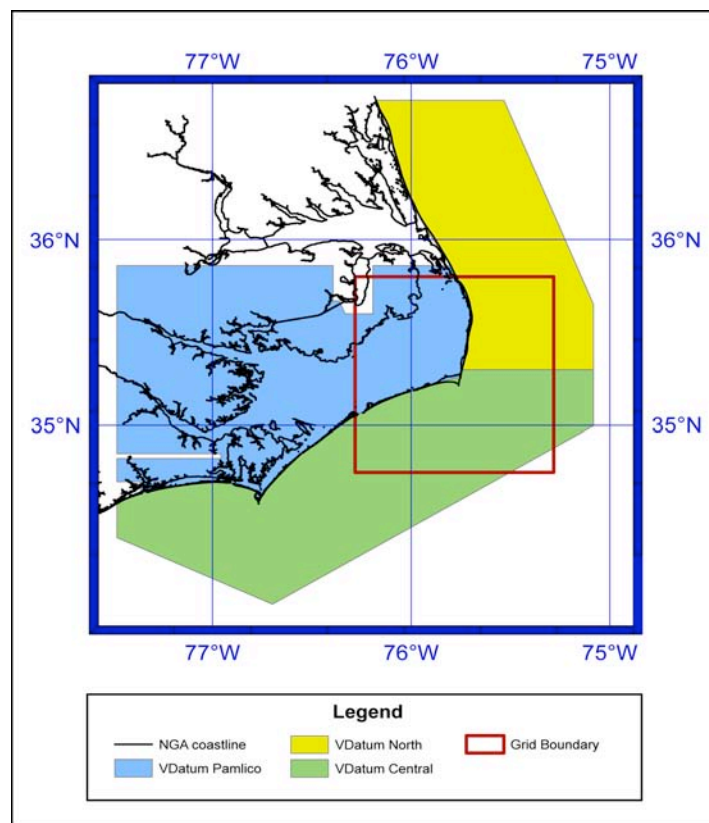 77°W 76°W 75°W
36°N 36°N
35°N 35°N
77°W 76°W 75°W
Legend
NGA coastline VDatum North Grid Boundary
VDatum Pamlico VDatum Central